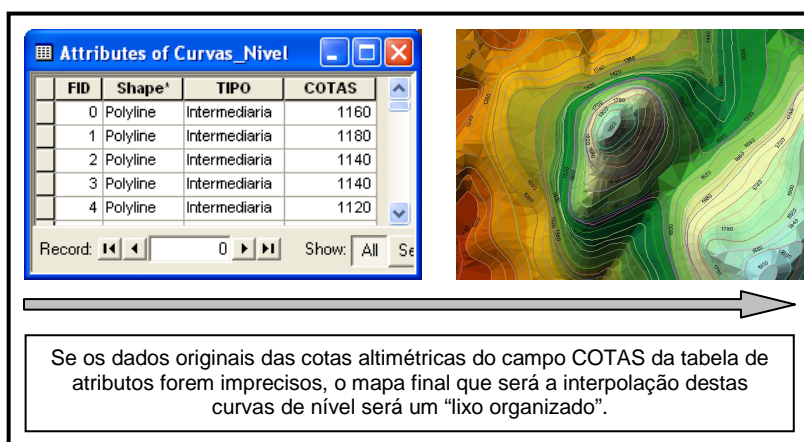 Attributes of Curvas_Nivel
FID Shape* TIPO COTAS
0 Polyline Intermediaria 1160
1 Polyline Intermediaria 1180
2 Polyline Intermediaria 1140
3 Polyline Intermediaria 1140
4 Polyline Intermediaria 1120
Record: 0 Show: All Se
Se os dados originais das cotas altimétricas do campo COTAS da tabela de
atributos forem imprecisos, o mapa final que será a interpolação destas
curvas de nível será um “lixo organizado”.